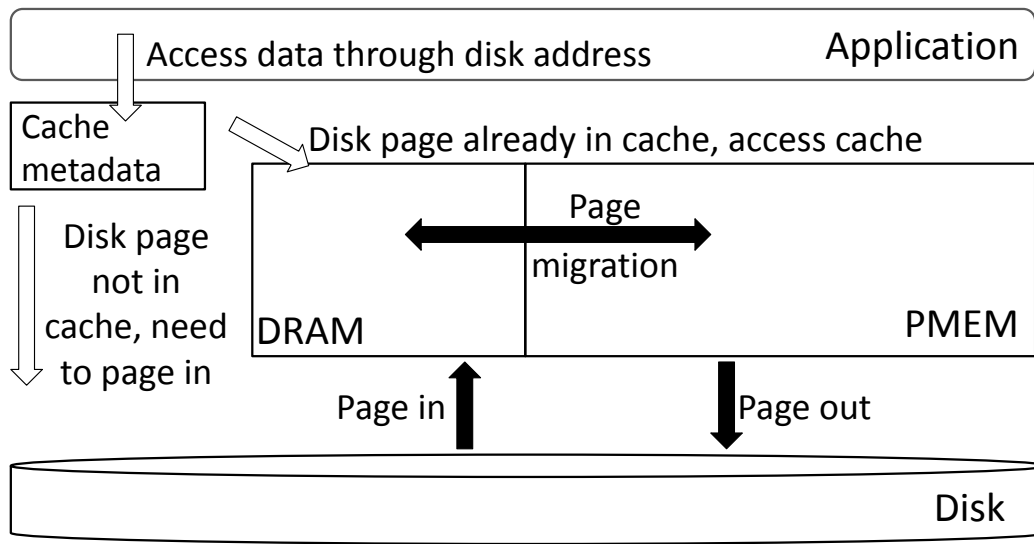 Application
Access data through disk address
Cache
metadata
Disk page already in cache, access cache
Page
migration
Disk page
not in
cache, need
to page in
DRAM
PMEM
Page in
Page out
Disk